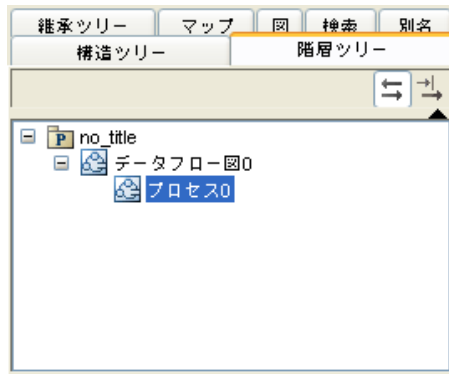 継承ツリー マップ 図 検索 別名
構造ツリー 階層ツリー
no_title
データフロー図0
プロセス0